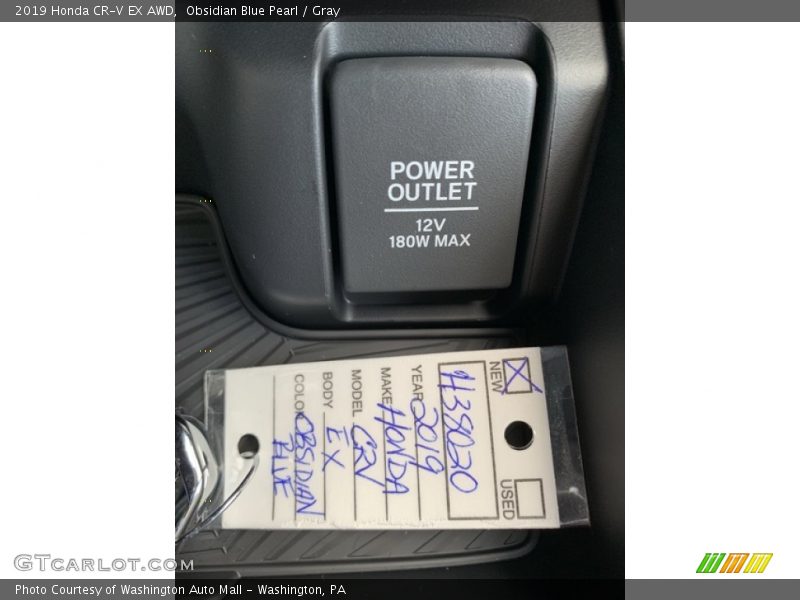 2019 Honda CR-V EX AWD, Obsidian Blue Pearl / Gray
POWER
OUTLET
12V
180W MAX
NEW X
USED
H38020
YEAR 2019
MAKE HONDA
MODEL CRV
BODY EX
COLOR OBSIDIAN
BLUE
GTcarlot.com
Photo Courtesy of Washington Auto Mall - Washington, PA